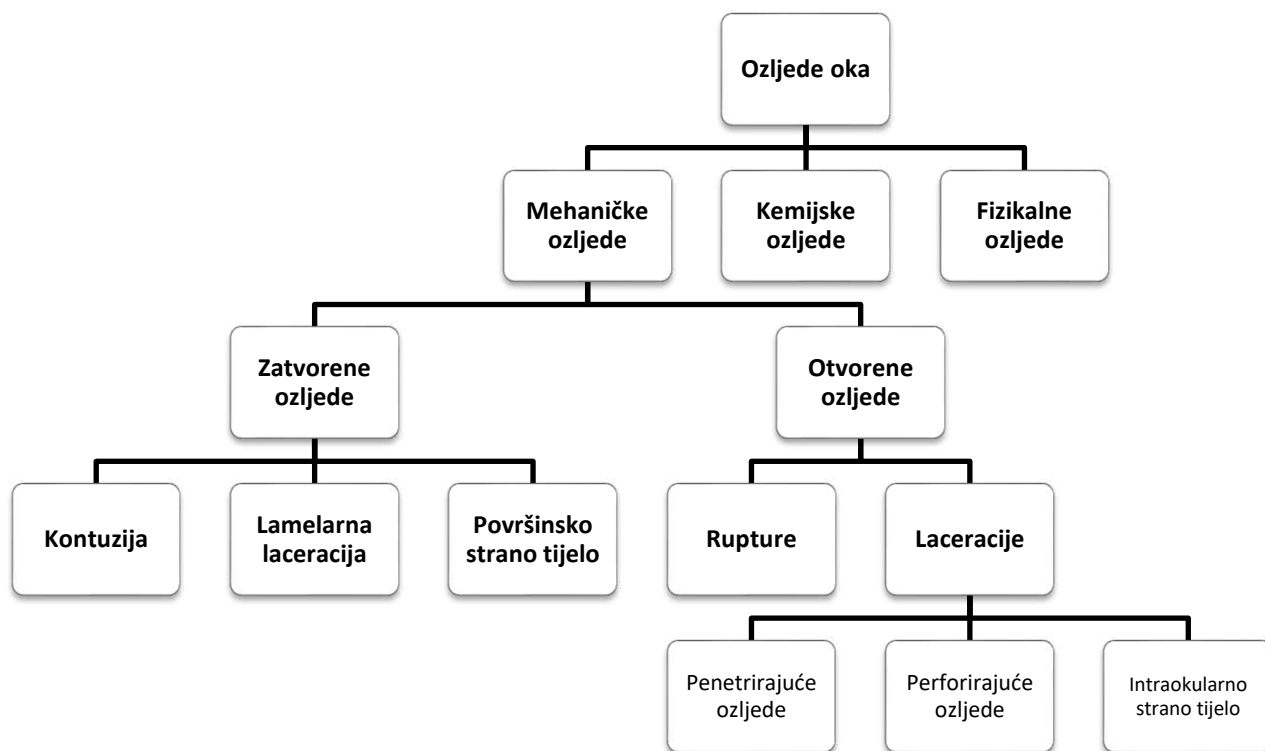 Ozljede oka
Mehaničke
ozljede
Kemijske
ozljede
Fizikalne
ozljede
Zatvorene
ozljede
Otvorene
ozljede
Kontuzija
Lamelarna
laceracija
Površinsko
strano tijelo
Rupture
Laceracije
Penetrirajuće
ozljede
Perforirajuće
ozljede
Intraokularno
strano tijelo